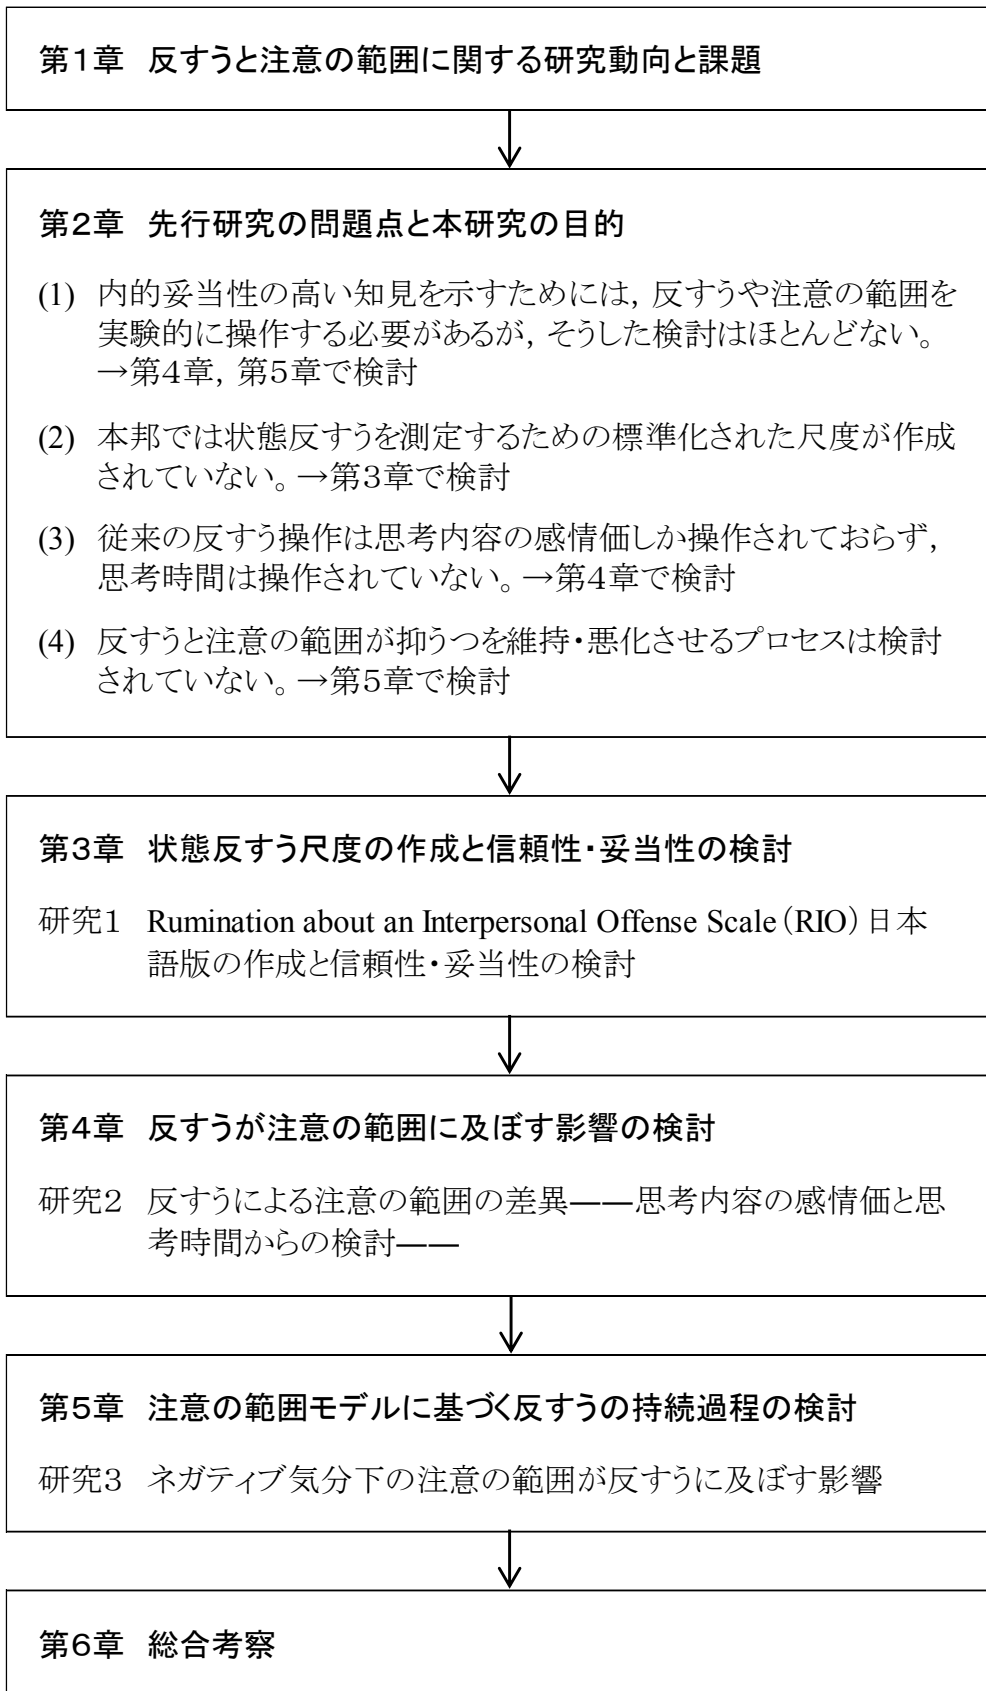 第1章 反すうと注意の範囲に関する研究動向と課題
第2章 先行研究の問題点と本研究の目的
(1) 内的妥当性の高い知見を示すためには，反すうや注意の範囲を
実験的に操作する必要があるが，そうした検討はほとんどない。
→第4章，第5章で検討
(2) 本邦では状態反すうを測定するための標準化された尺度が作成
されていない。→第3章で検討
(3) 従来の反すう操作は思考内容の感情価しか操作されておらず，
思考時間は操作されていない。→第4章で検討
(4) 反すうと注意の範囲が抑うつを維持・悪化させるプロセスは検討
されていない。→第5章で検討
第3章 状態反すう尺度の作成と信頼性・妥当性の検討
研究1 Rumination about an Interpersonal Offense Scale（RIO）日本
語版の作成と信頼性・妥当性の検討
第4章 反すうが注意の範囲に及ぼす影響の検討
研究2 反すうによる注意の範囲の差異――思考内容の感情価と思
考時間からの検討――
第5章 注意の範囲モデルに基づく反すうの持続過程の検討
研究3 ネガティブ気分下の注意の範囲が反すうに及ぼす影響
第6章 総合考察